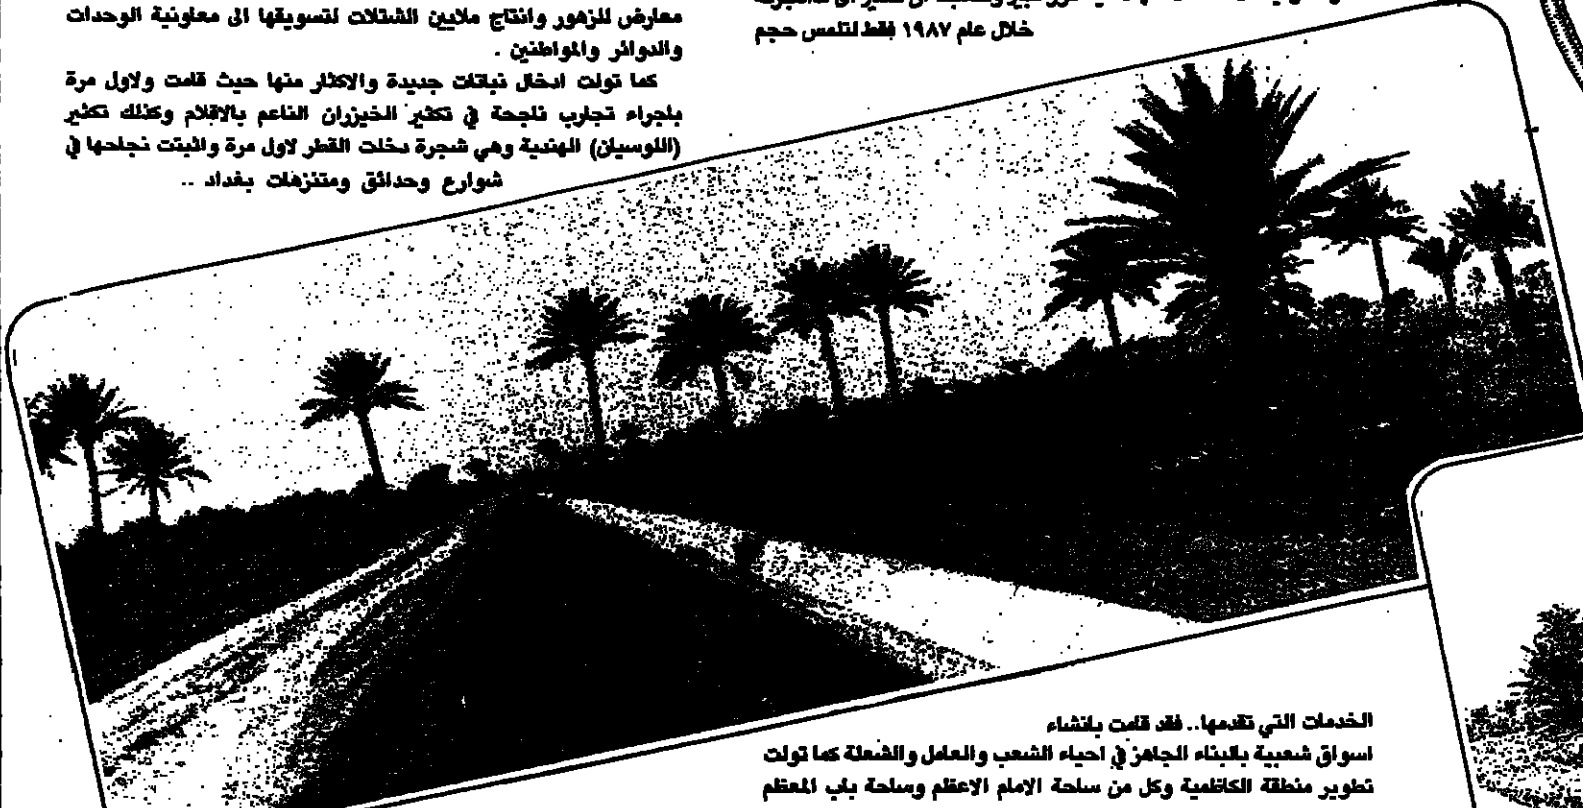 خلال عام ١٩٨٧ فقط لتلمس حجم
الخدمات التي تقدمها.. فقد قامت بانشاء
اسواق شعبية بالبناء الجاهز في احياء الشعب والعامل والشعلة كما تولت
تطوير منطقة الكاظمية وكل من ساحة الامام الاعظم وساحة باب المعظم
معارض للزهور وانتاج ملايين الشتلات لتسويقها الى معاونية الوحدات
والدوائر والمواطنين .
كما تولت ادخال نباتات جديدة والاكثار منها حيث قامت ولاول مرة
باجراء تجارب ناجحة في تكثير الخيزران الناعم بالاقلام وكذلك تكثير
(اللوسيان) الهندية وهي شجرة دخلت القطر لاول مرة واثبتت نجاحها في
شوارع وحدائق ومتنزهات بغداد ..